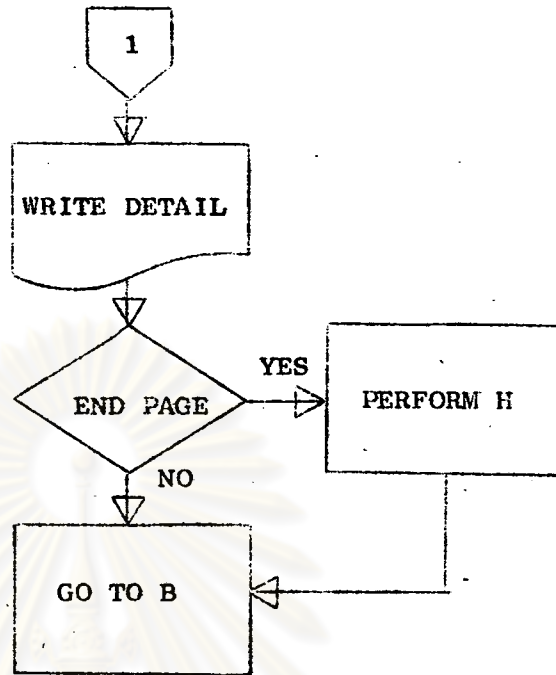 1
WRITE DETAIL
END PAGE
YES
PERFORM H
NO
GO TO B